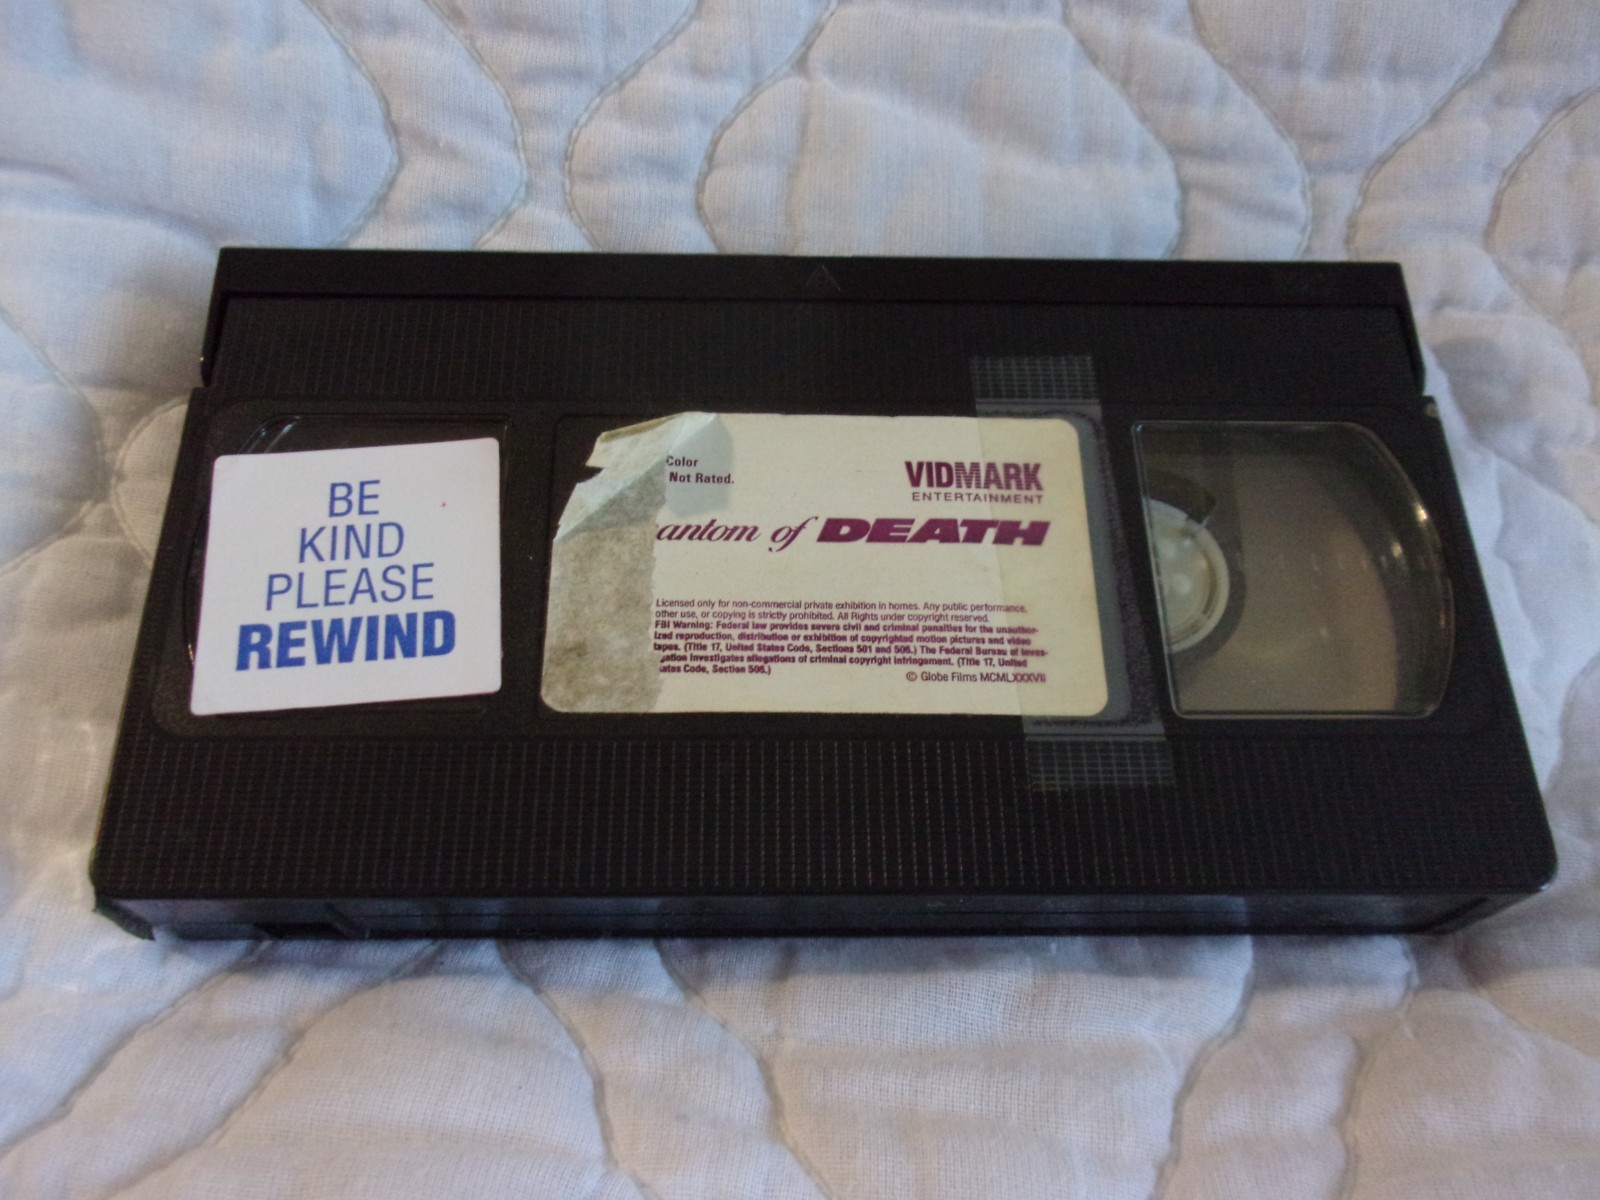 BE
KIND
PLEASE
REWIND
Color
Not Rated.
VIDMARK
ENTERTAINMENT
antom of DEATH
Licensed only for non-commercial private exhibition in homes. Any public performance,
other use, or copying is strictly prohibited. All Rights under copyright reserved.
FBI Warning: Federal law provides severe civil and criminal penalties for the unauthor-
ized reproduction, distribution or exhibition of copyrighted motion pictures and video
tapes. (Title 17, United States Code, Sections 501 and 506.) The Federal Bureau of Inves-
gation investigates allegations of criminal copyright infringement. (Title 17, United
ates Code, Section 506.)
© Globe Films MCMLXXXVII